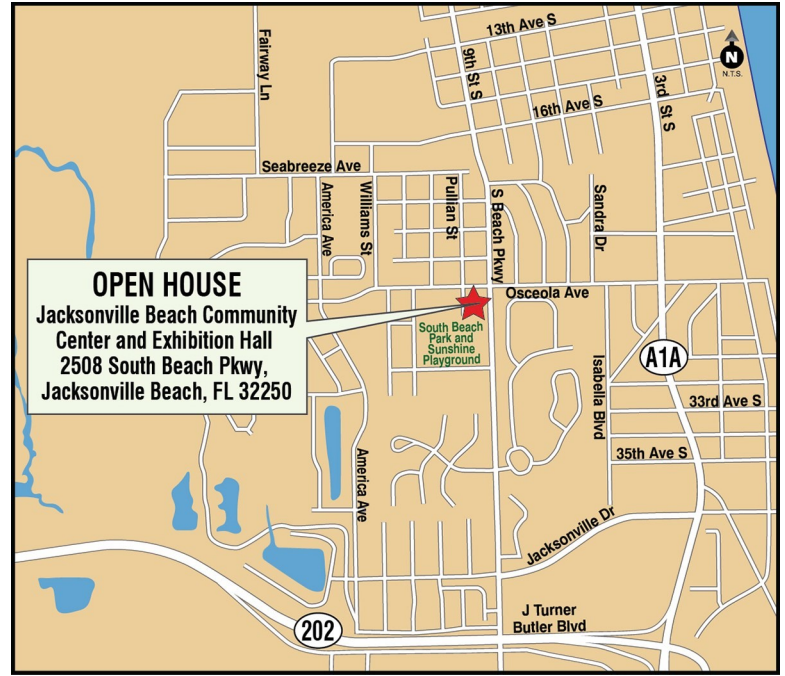 13th Ave S
Fairway Ln
9th St S
N
N.T.S.
3rd St S
16th Ave S
Seabreeze Ave
America Ave
Williams St
Pullian St
S Beach Pkwy
Sandra Dr
OPEN HOUSE
Jacksonville Beach Community
Center and Exhibition Hall
2508 South Beach Pkwy,
Jacksonville Beach, FL 32250
Osceola Ave
South Beach
Park and
Sunshine
Playground
A1A
Isabella Blvd
33rd Ave S
35th Ave S
America Ave
Jacksonville Dr
J Turner
Butler Blvd
202